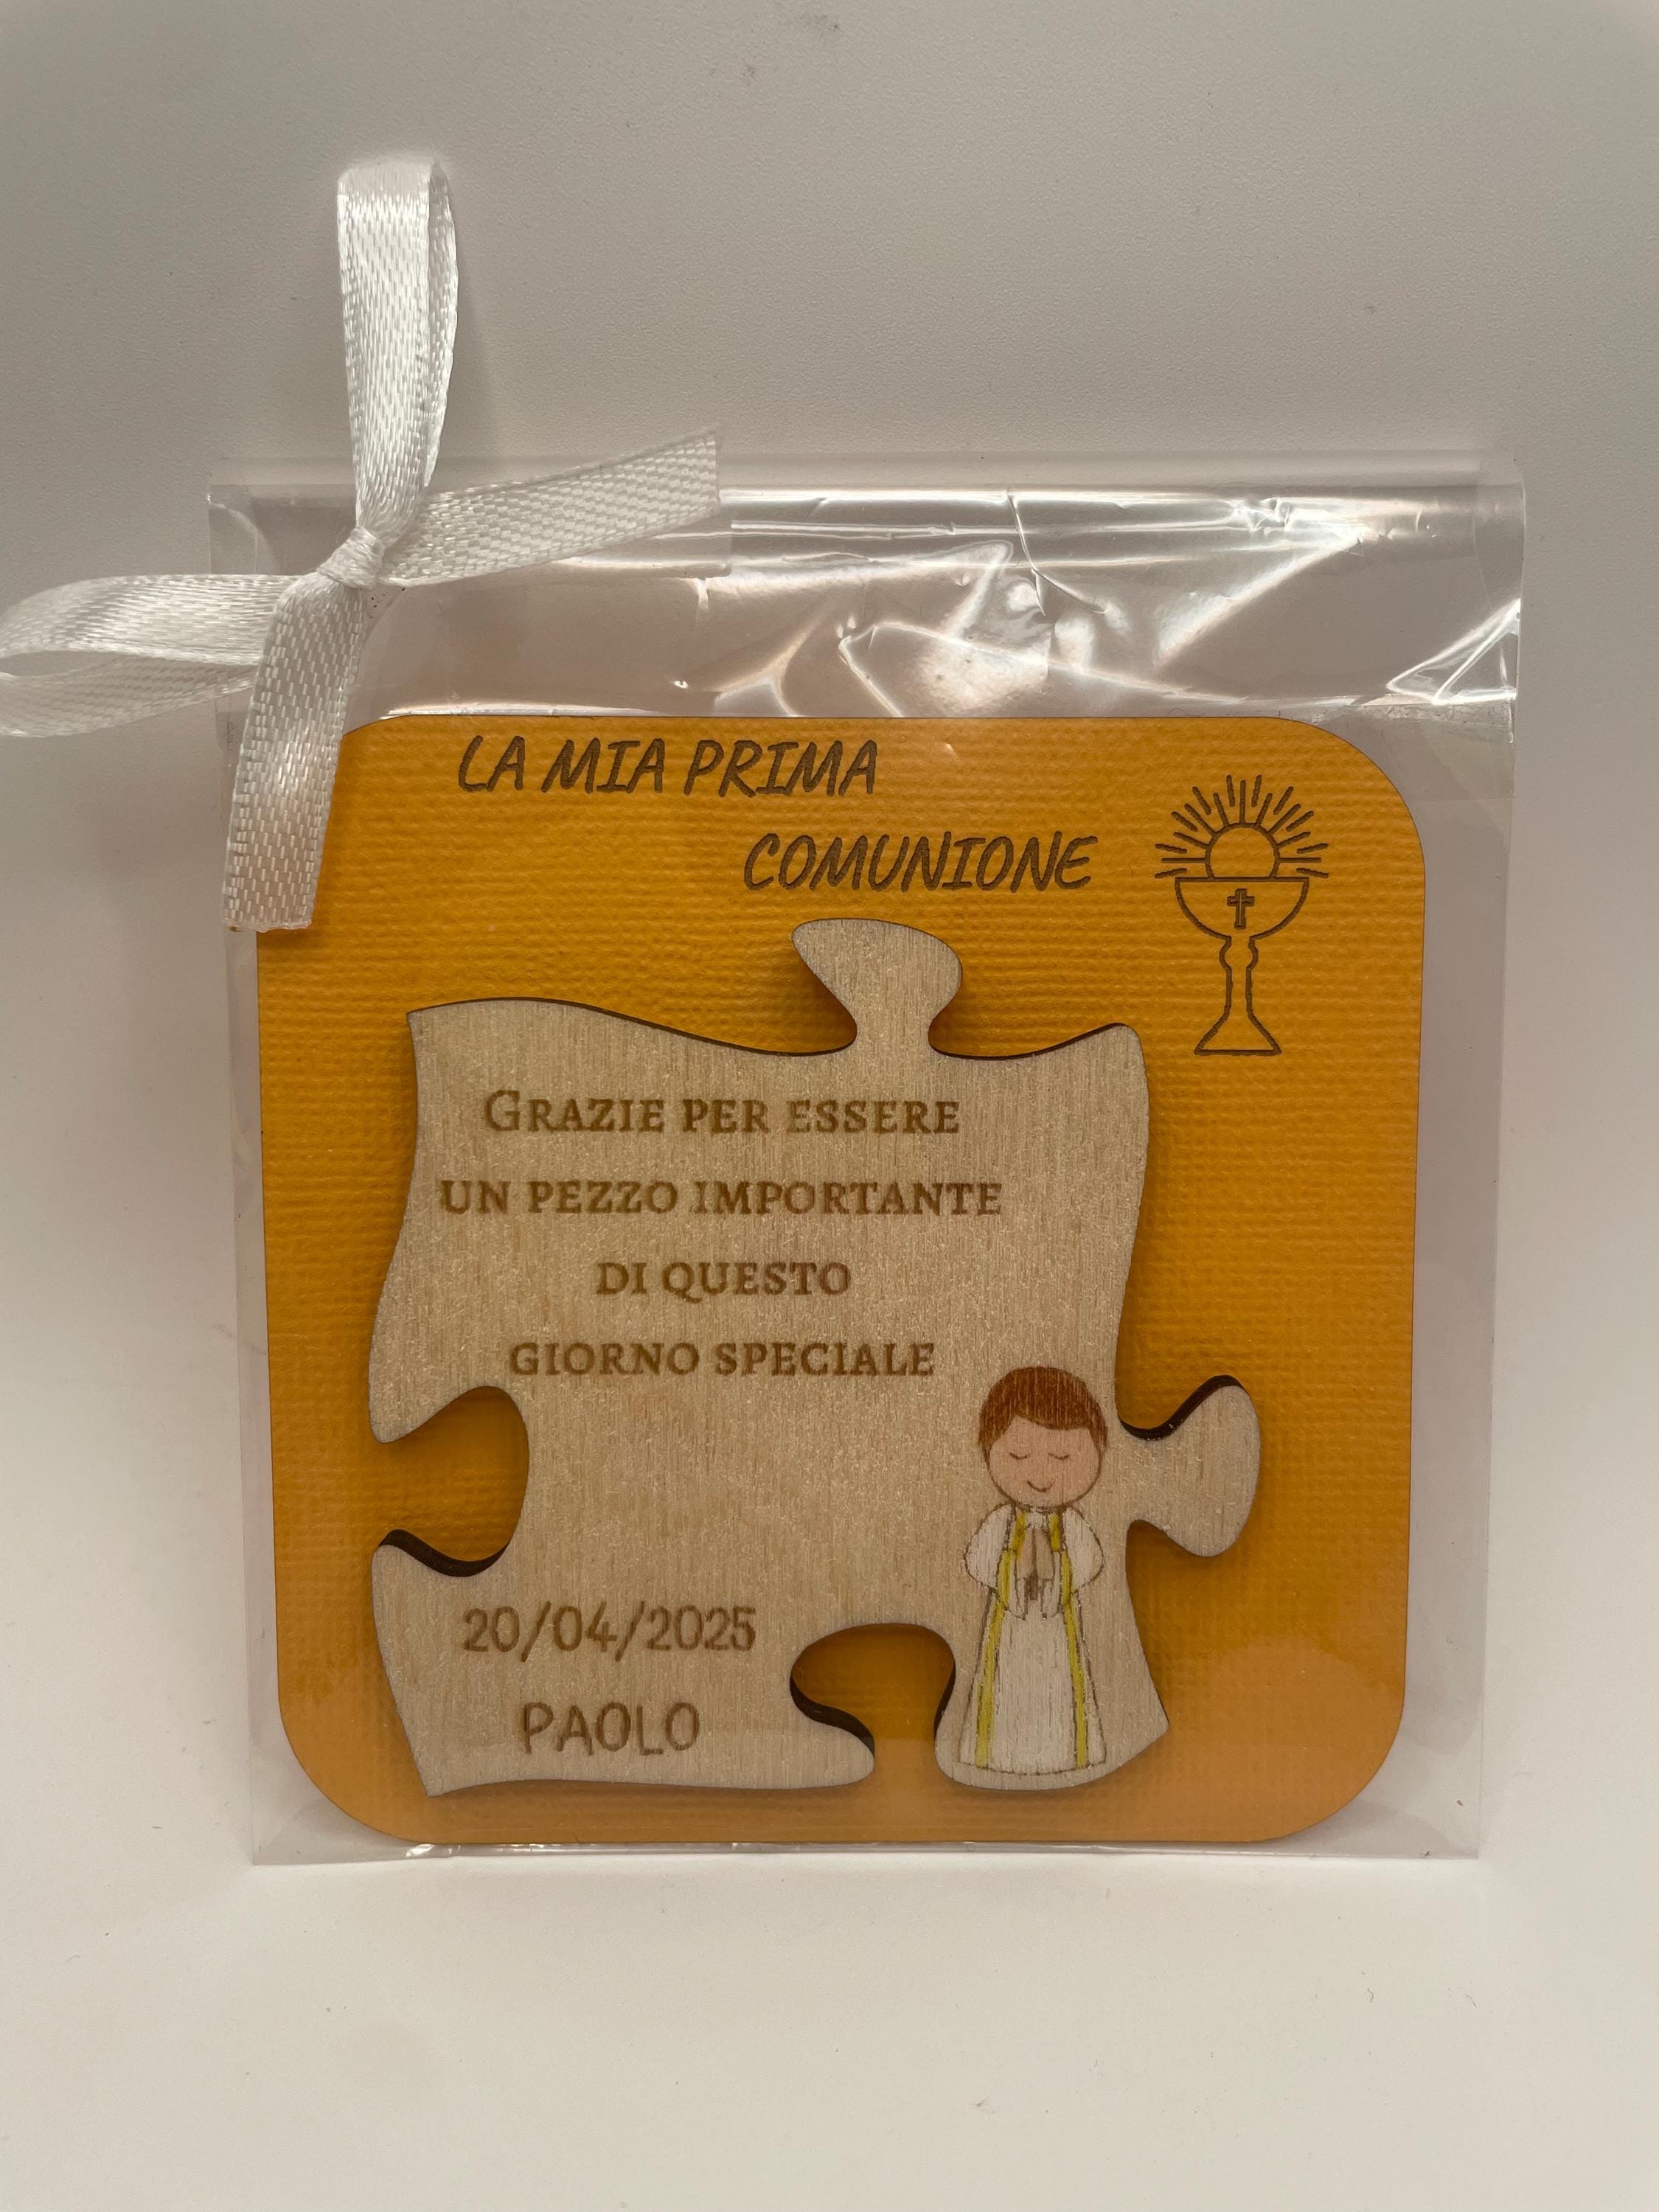 LA MIA PRIMA
COMUNIONE
GRAZIE PER ESSERE
UN PEZZO IMPORTANTE
DI QUESTO
GIORNO SPECIALE
20/04/2025
PAOLO